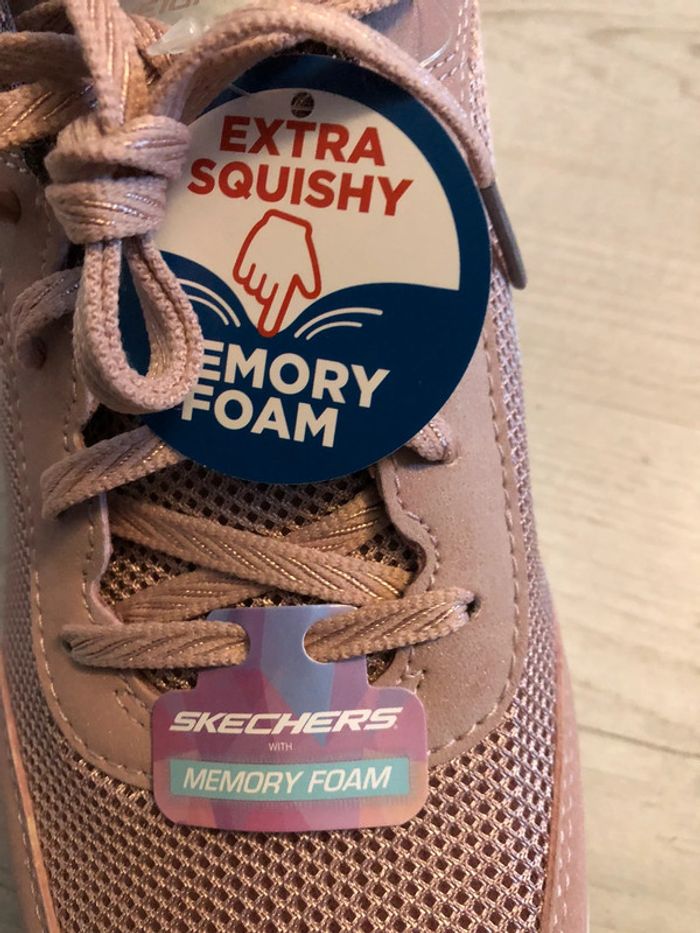 EXTRA
SQUISHY
EMORY
FOAM
SKECHERS
WITH
MEMORY FOAM